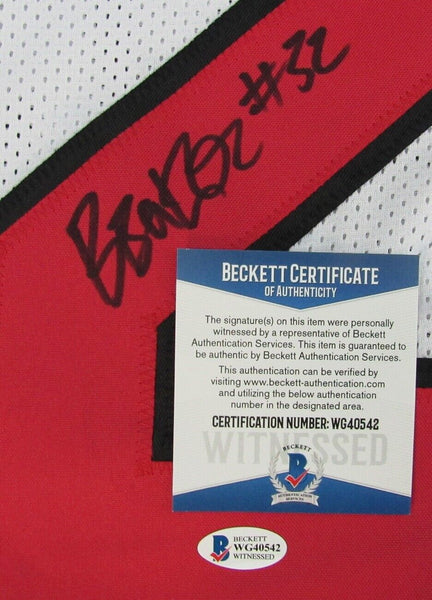 #32
BECKETT CERTIFICATE
OF AUTHENTICITY
The signature(s) on this item were personally
witnessed by a representative of Beckett
Authentication Services. This item is guaranteed to
be authentic by Beckett Authentication Services.
This authentication can be verified by
visiting www.beckett-authentication.com
and utilizing the below authentication
number in the designated area.
CERTIFICATION NUMBER: WG40542
WITNESSED
BECKETT
B
AUTHENTICATION
SERVICES
B
BECKETT
WG40542
WITNESSED